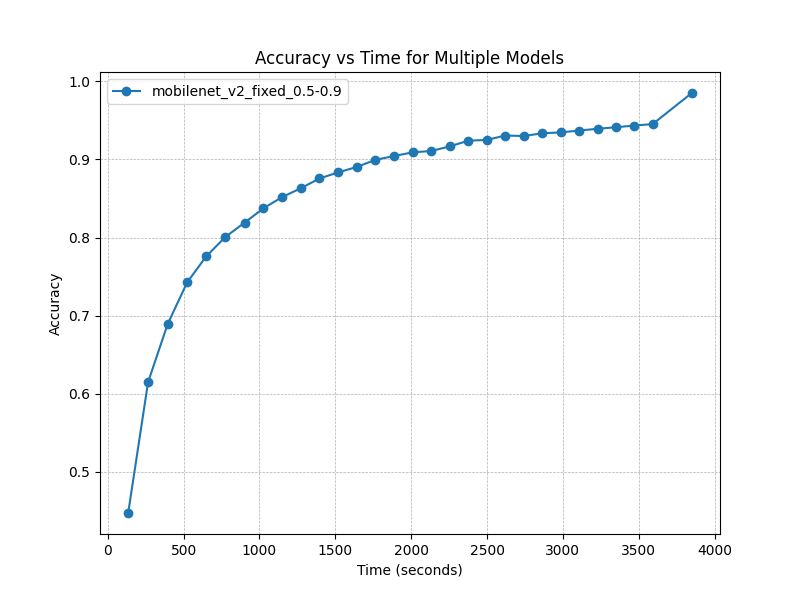 Accuracy vs Time for Multiple Models
mobilenet_v2_fixed_0.5-0.9
1.0
0.9
0.8
0.7
0.6
0.5
Accuracy
0 500 1000 1500 2000 2500 3000 3500 4000
Time (seconds)